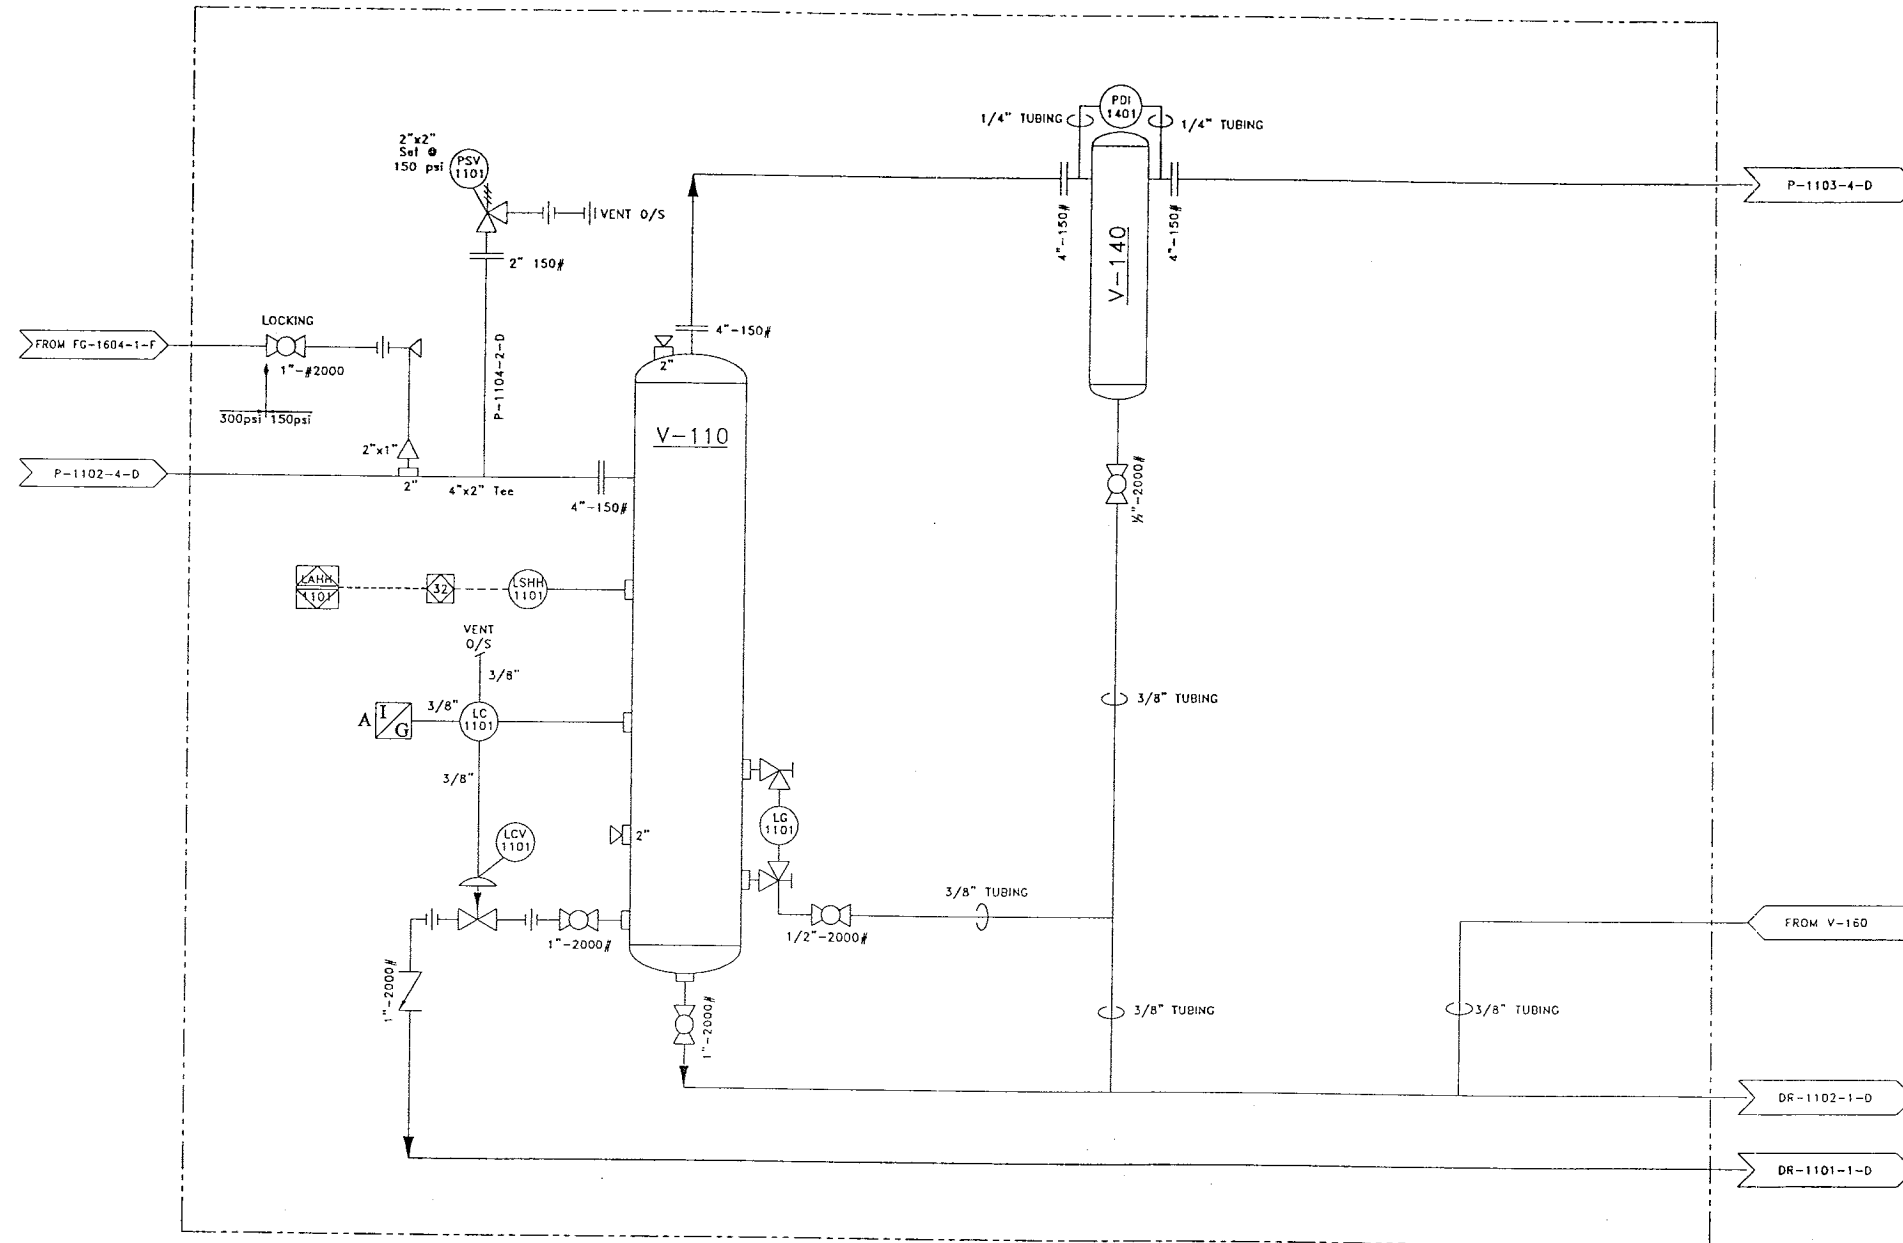 PDI
1401
1/4" TUBING
1/4" TUBING
2"x2"
Set @
150 psi
PSV
1101
VENT O/S
2" 150#
4"-150#
4"-150#
V-140
P-1103-4-D
LOCKING
FROM FG-1604-1-F
1"-#2000
300psi 150psi
P-1104-2-D
4"-150#
2"
V-110
2"x1"
P-1102-4-D
2"
4"x2" Tee
4"-150#
½"-2000#
LAHH
1101
32
LSHH
1101
VENT
O/S
3/8"
A I/G
3/8"
LC
1101
3/8" TUBING
3/8"
LCV
1101
2"
LG
1101
3/8" TUBING
1"-2000#
1/2"-2000#
FROM V-160
1"-2000#
1"-2000#
3/8" TUBING
3/8" TUBING
DR-1102-1-D
DR-1101-1-D